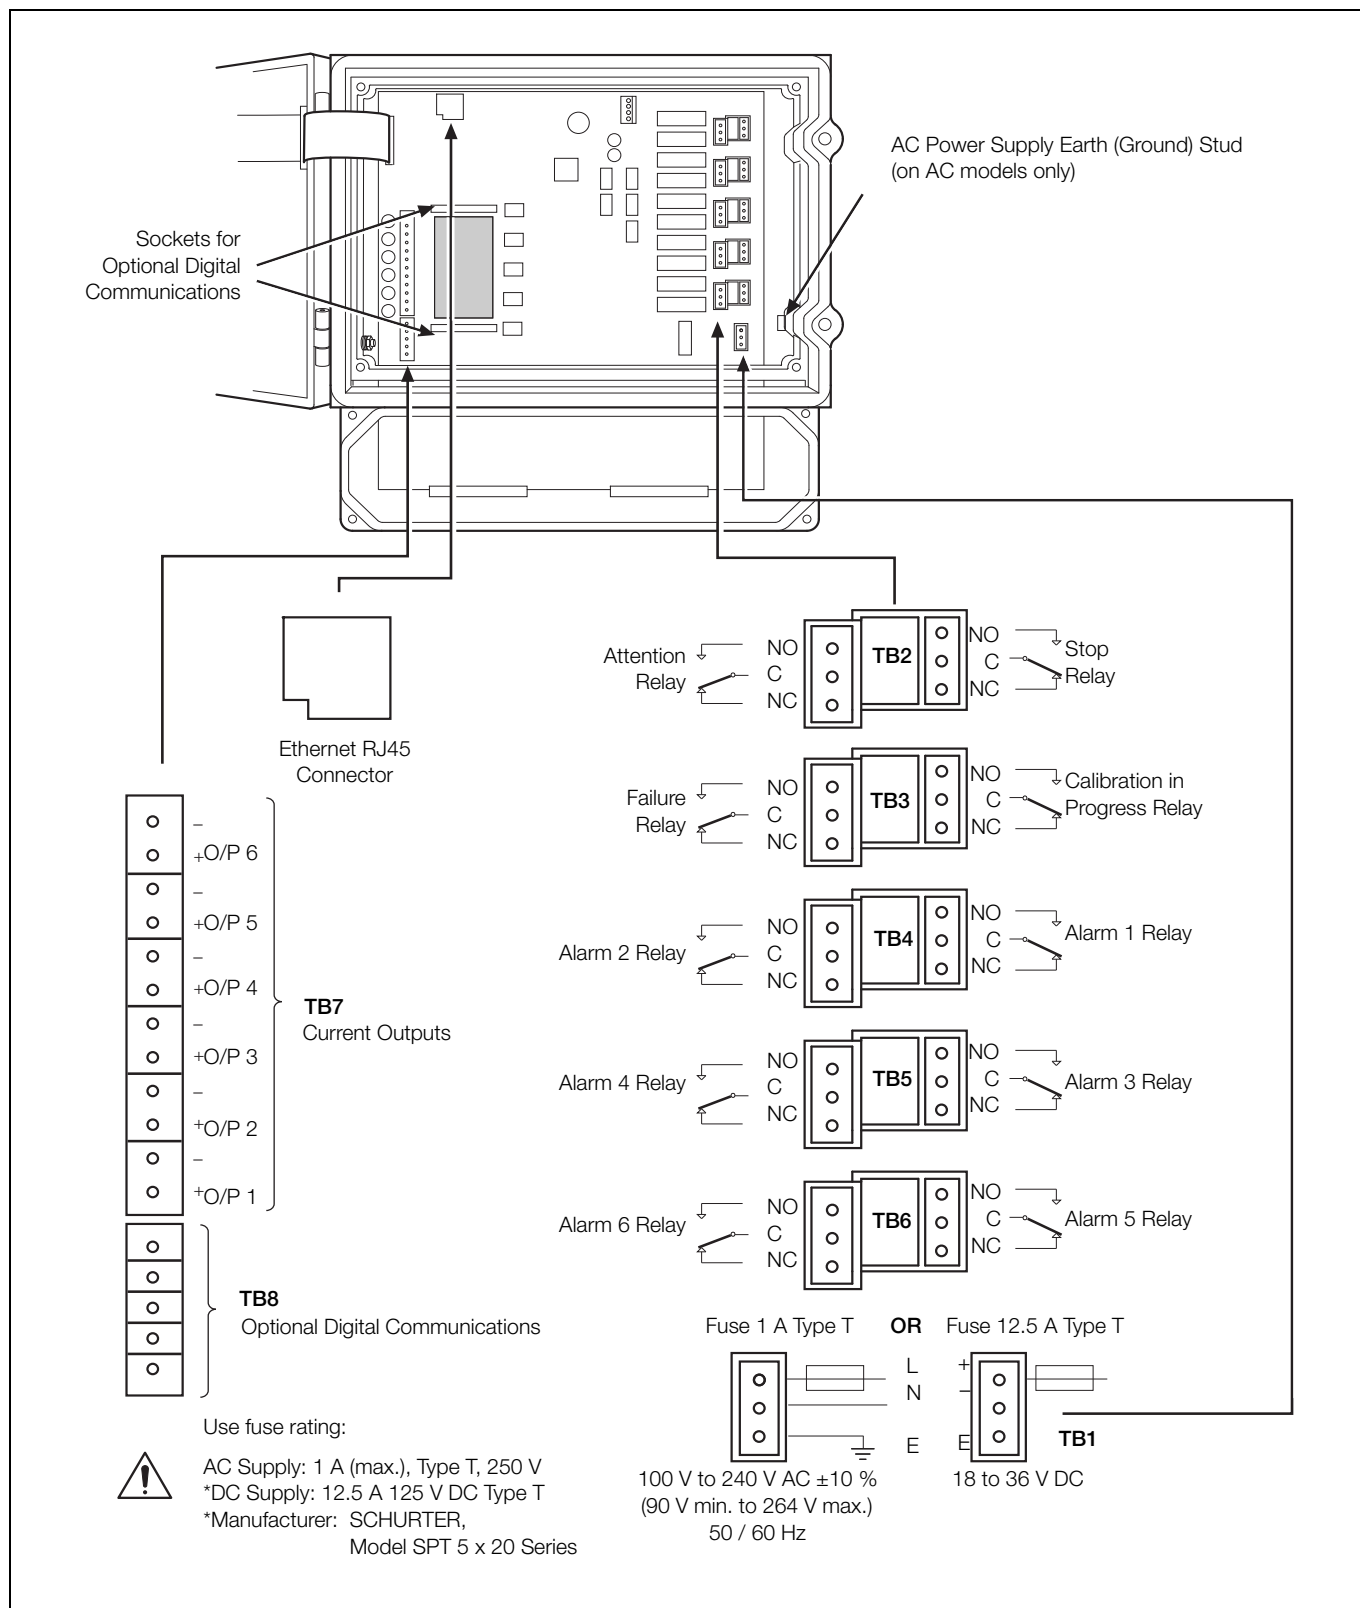 AC Power Supply Earth (Ground) Stud
(on AC models only)
Sockets for
Optional Digital
Communications
Ethernet RJ45
Connector
–
+O/P 6
–
+O/P 5
–
+O/P 4
–
+O/P 3
–
+O/P 2
–
+O/P 1
TB7
Current Outputs
TB8
Optional Digital Communications
Attention
Relay
NO
C
NC
TB2
NO
C
NC
Stop
Relay
Failure
Relay
NO
C
NC
TB3
NO
C
NC
Calibration in
Progress Relay
Alarm 2 Relay
NO
C
NC
TB4
NO
C
NC
Alarm 1 Relay
Alarm 4 Relay
NO
C
NC
TB5
NO
C
NC
Alarm 3 Relay
Alarm 6 Relay
NO
C
NC
TB6
NO
C
NC
Alarm 5 Relay
Fuse 1 A Type T OR Fuse 12.5 A Type T
L
N
E
+
–
E
TB1
100 V to 240 V AC ±10 %
(90 V min. to 264 V max.)
50 / 60 Hz
18 to 36 V DC
Use fuse rating:
AC Supply: 1 A (max.), Type T, 250 V
*DC Supply: 12.5 A 125 V DC Type T
*Manufacturer: SCHURTER,
Model SPT 5 x 20 Series